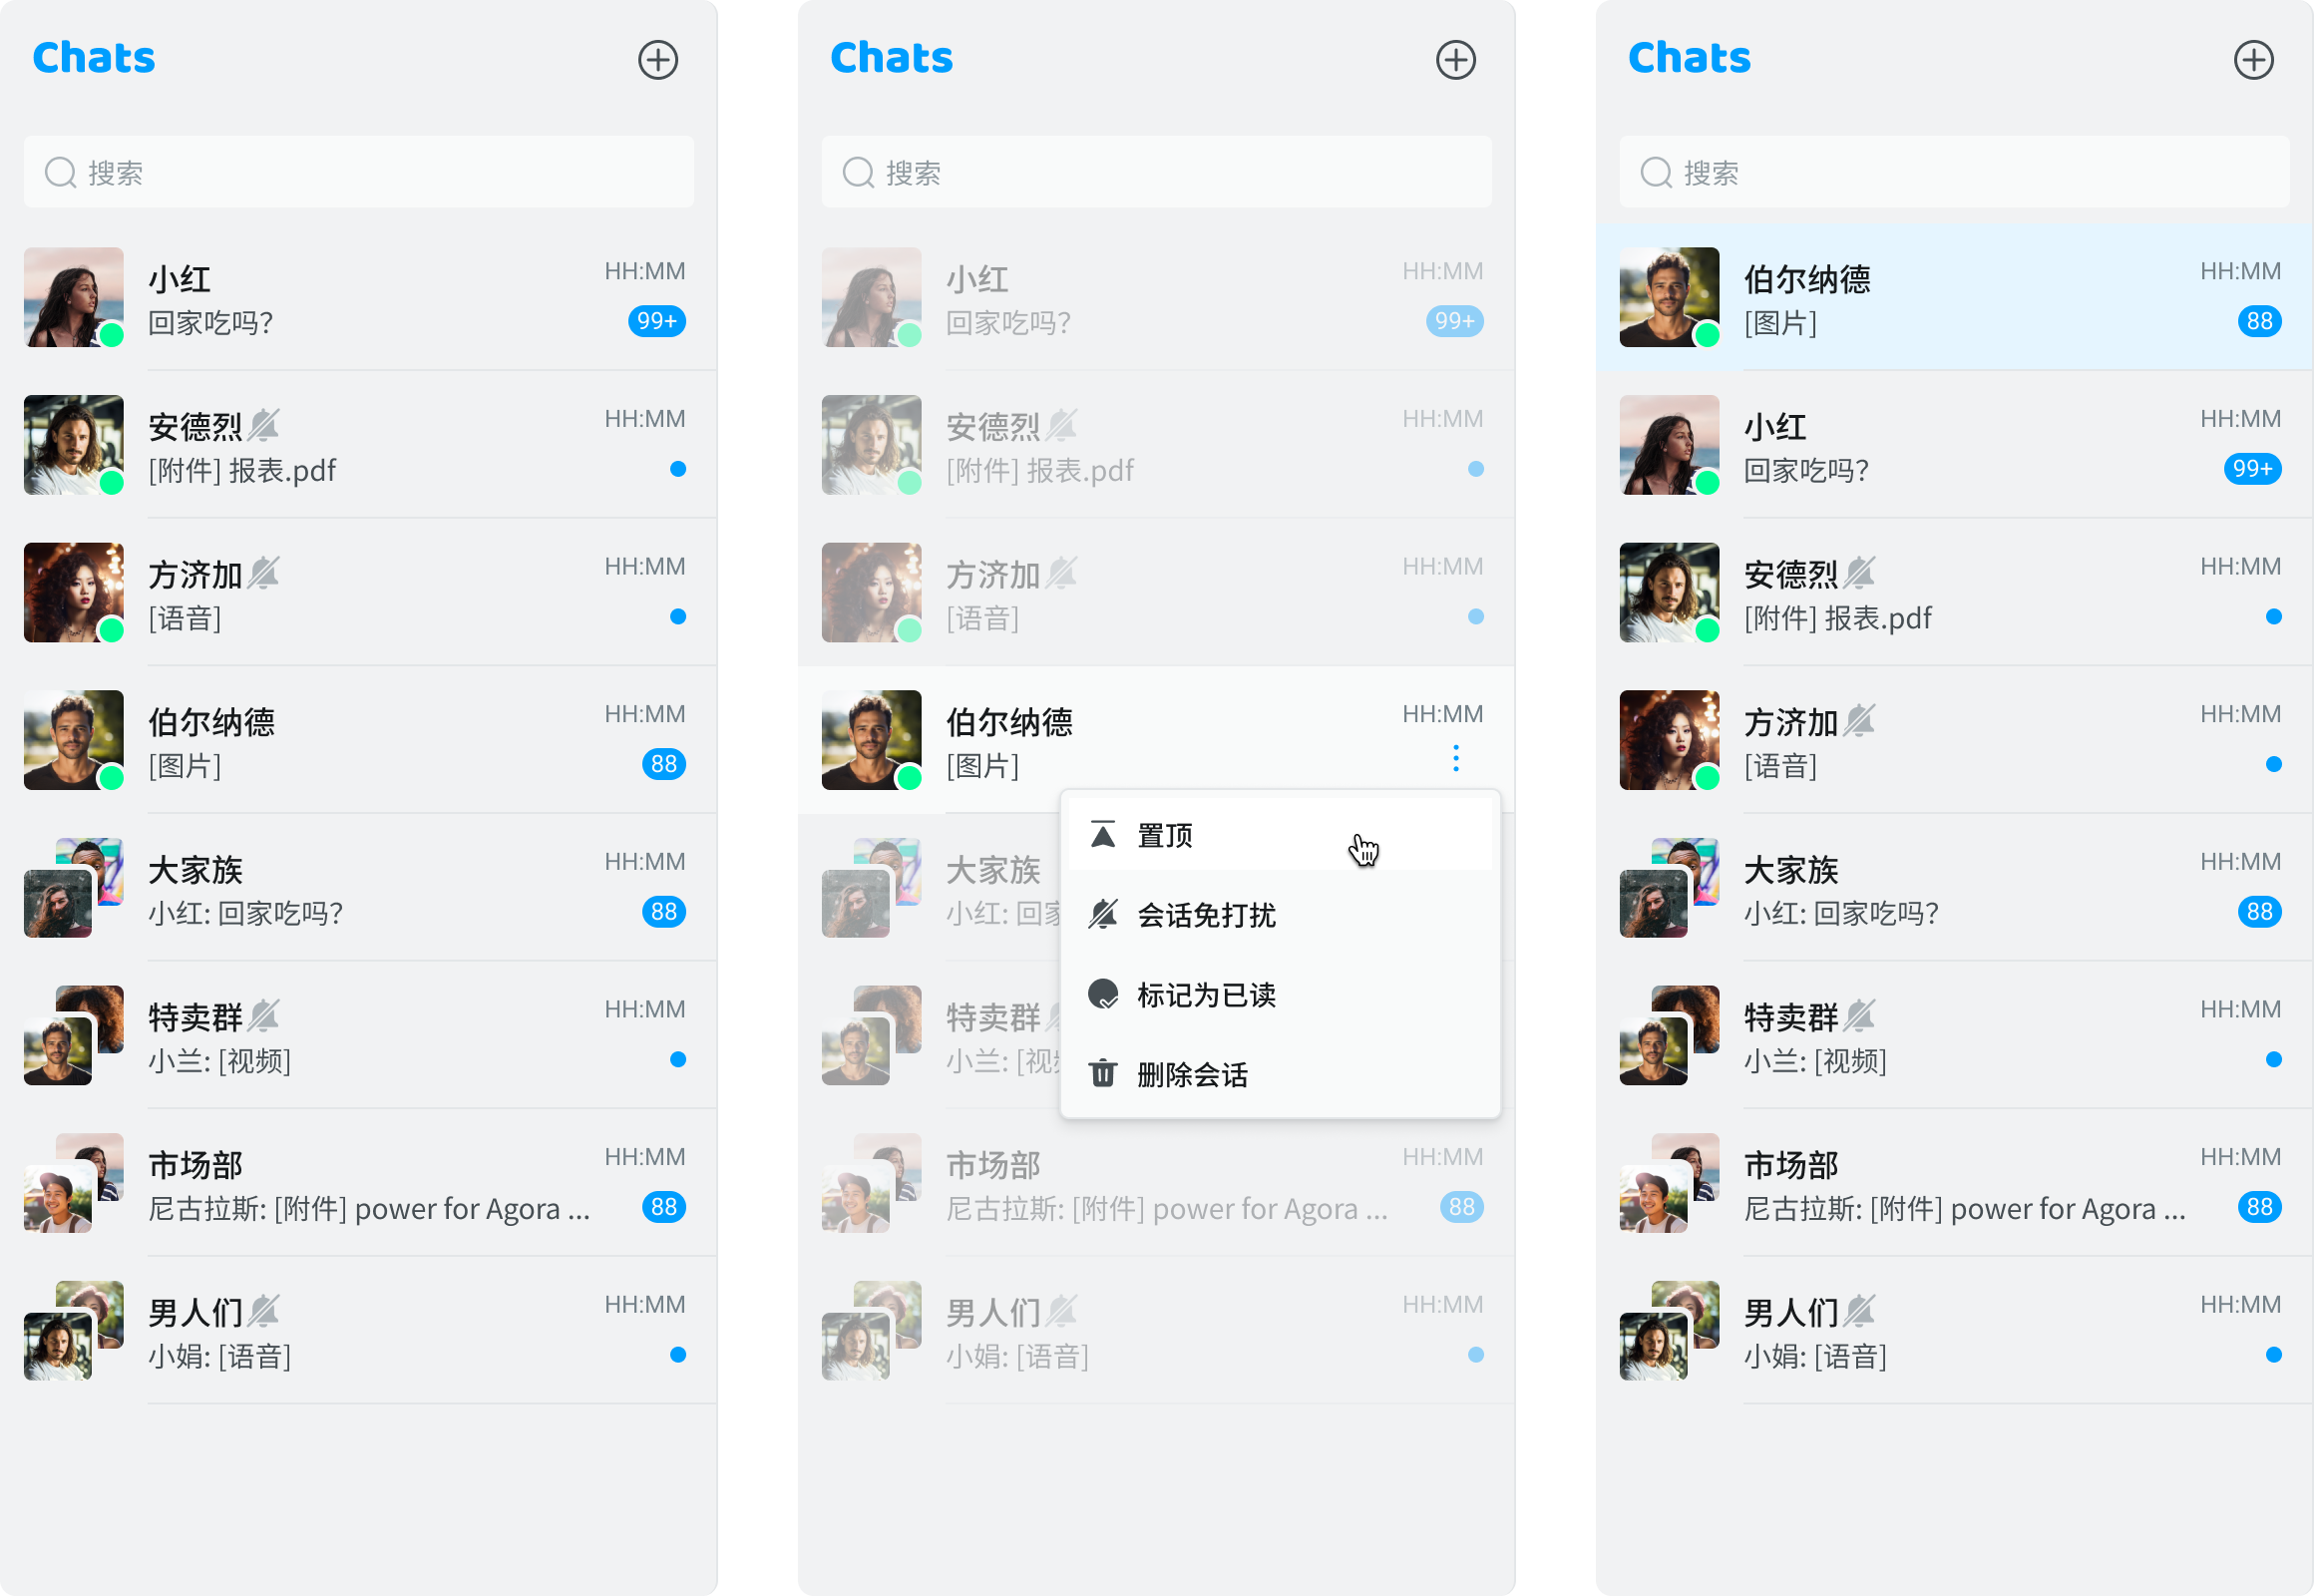 Chats
搜索
小红
HH:MM
回家吃吗?
99+
安德烈
HH:MM
[附件] 报表.pdf
方济加
HH:MM
[语音]
伯尔纳德
HH:MM
[图片]
88
大家族
HH:MM
小红: 回家吃吗?
88
特卖群
HH:MM
小兰: [视频]
市场部
HH:MM
尼古拉斯: [附件] power for Agora ...
88
男人们
HH:MM
小娟: [语音]
Chats
搜索
小红
HH:MM
回家吃吗?
99+
安德烈
HH:MM
[附件] 报表.pdf
方济加
HH:MM
[语音]
伯尔纳德
HH:MM
[图片]
置顶
会话免打扰
标记为已读
删除会话
大家族
小红: 回
特卖群
小兰: [视
市场部
HH:MM
尼古拉斯: [附件] power for Agora ...
88
男人们
HH:MM
小娟: [语音]
Chats
搜索
伯尔纳德
HH:MM
[图片]
88
小红
HH:MM
回家吃吗?
99+
安德烈
HH:MM
[附件] 报表.pdf
方济加
HH:MM
[语音]
大家族
HH:MM
小红: 回家吃吗?
88
特卖群
HH:MM
小兰: [视频]
市场部
HH:MM
尼古拉斯: [附件] power for Agora ...
88
男人们
HH:MM
小娟: [语音]